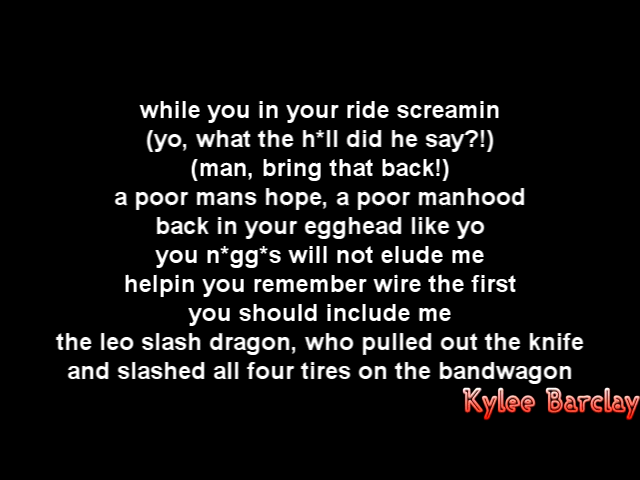 while you in your ride screamin
(yo, what the h*ll did he say?!)
(man, bring that back!)
a poor mans hope, a poor manhood
back in your egghead like yo
you n*gg*s will not elude me
helpin you remember wire the first
you should include me
the leo slash dragon, who pulled out the knife
and slashed all four tires on the bandwagon
Kylee Barclay